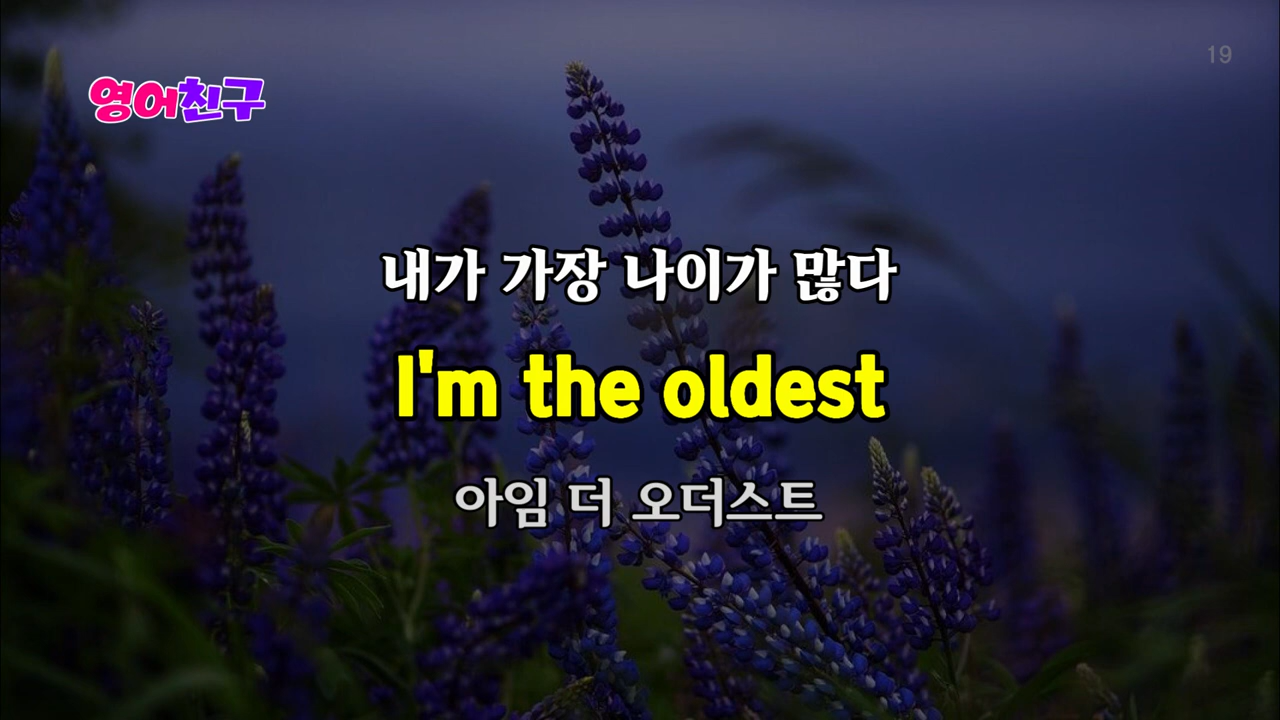 영어친구
19
내가 가장 나이가 많다
I'm the oldest
아임 더 오더스트